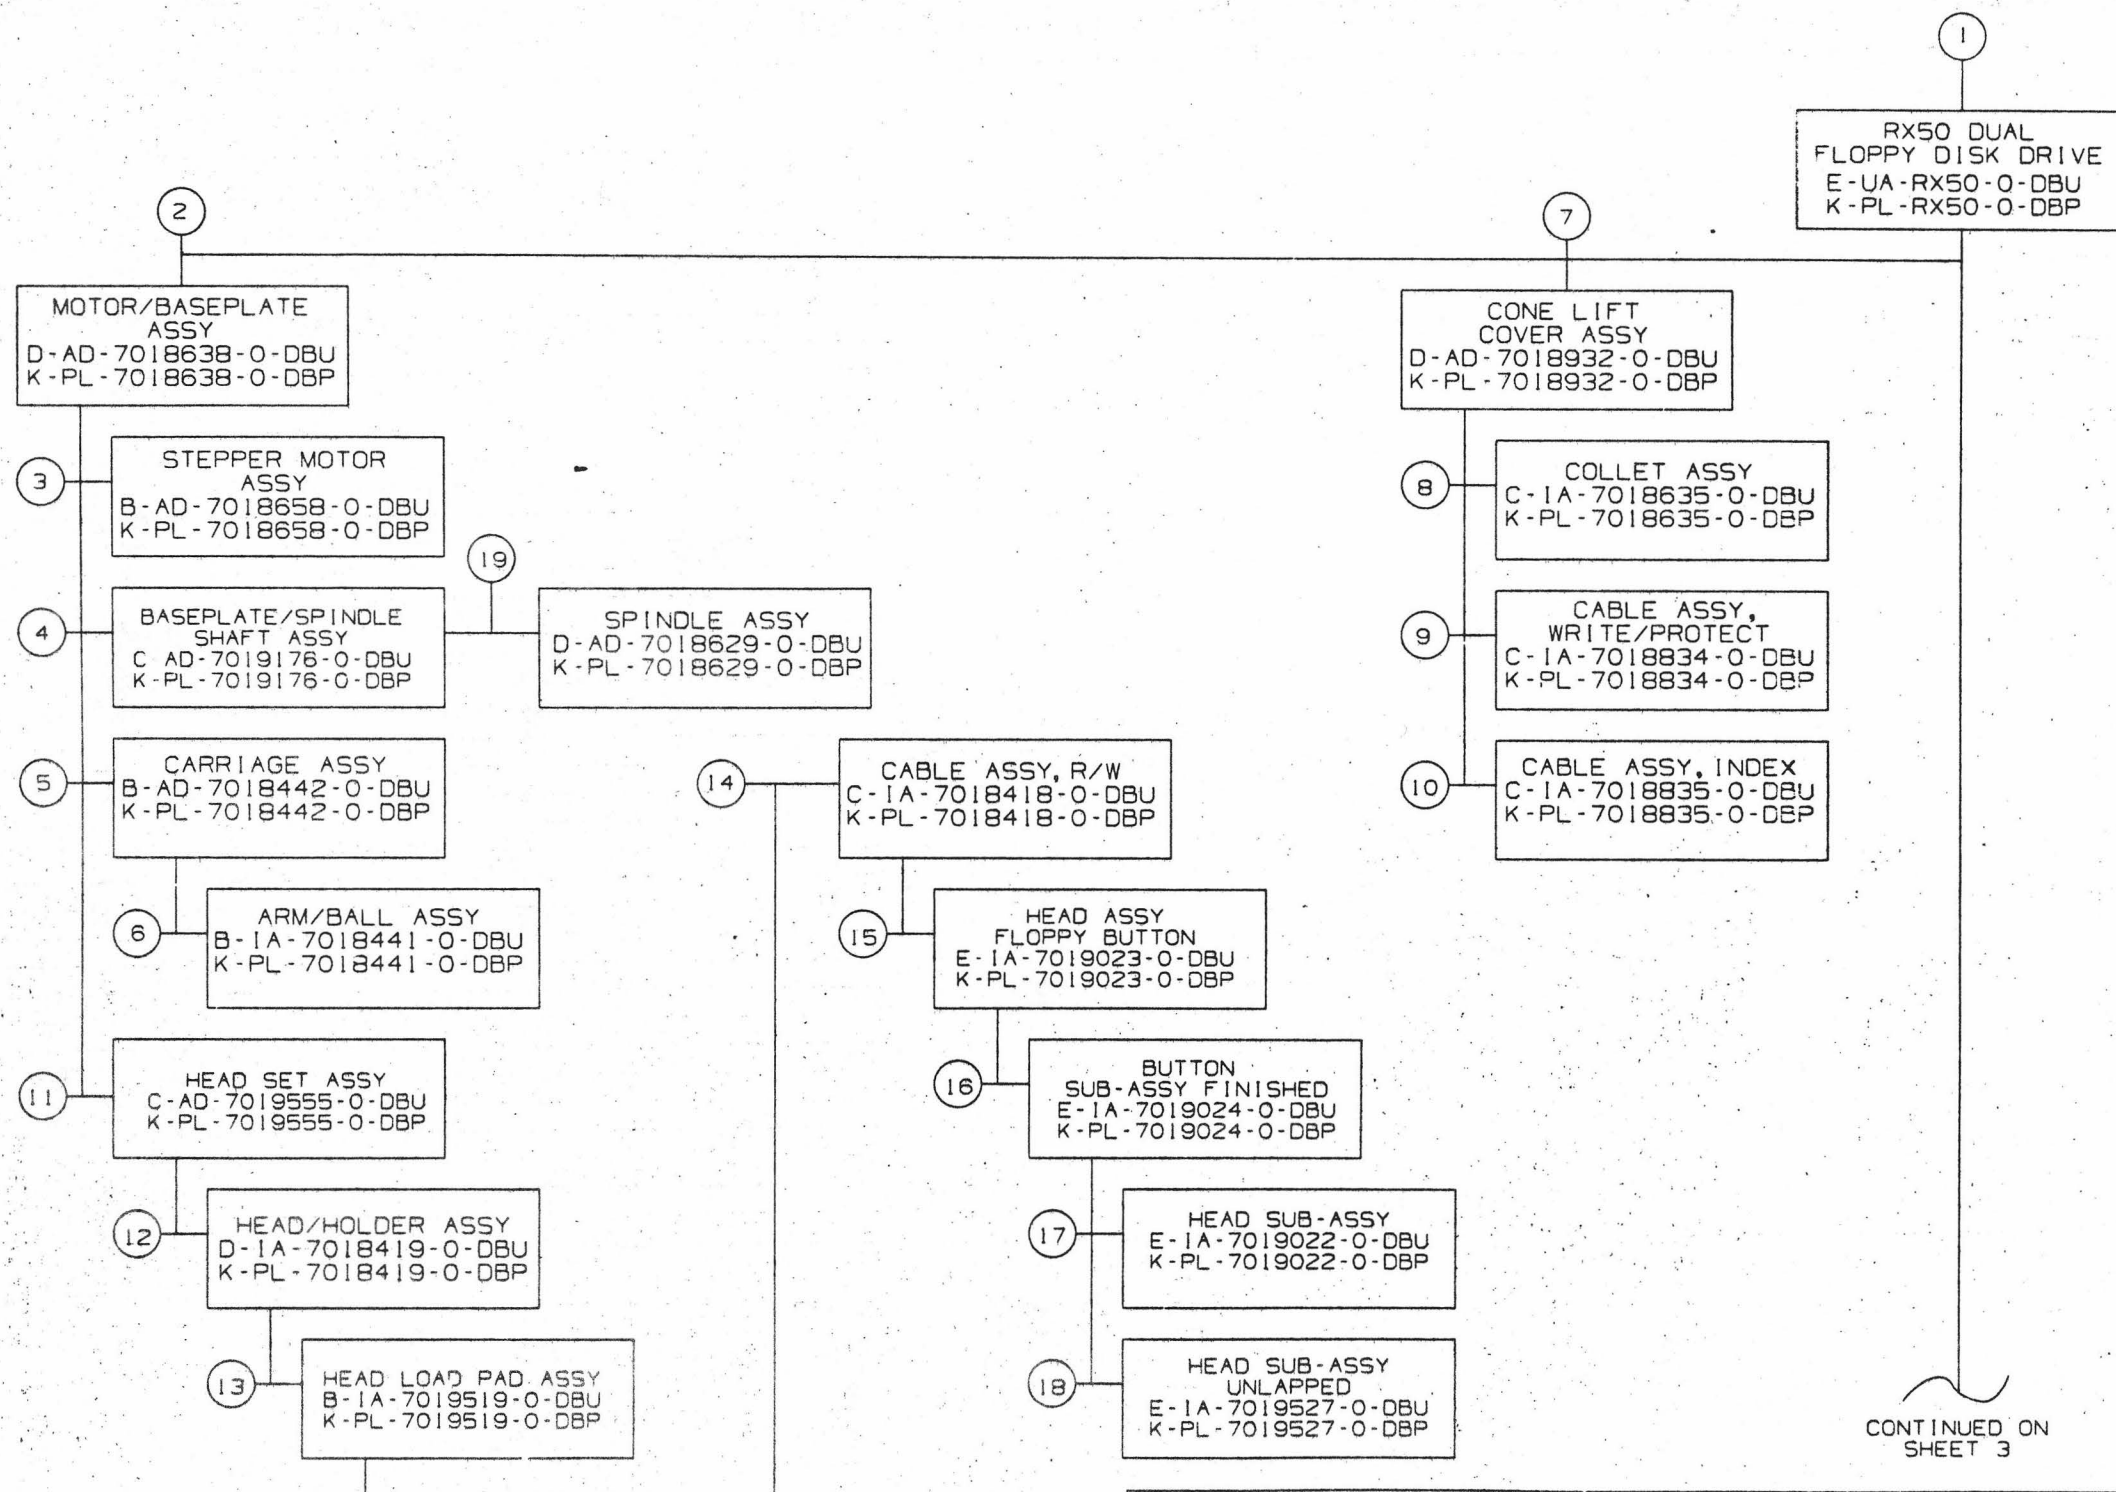 1
RX50 DUAL
FLOPPY DISK DRIVE
E-UA-RX50-0-DBU
K-PL-RX50-0-DBP
2
MOTOR/BASEPLATE
ASSY
D-AD-7018638-0-DBU
K-PL-7018638-0-DBP
3
STEPPER MOTOR
ASSY
B-AD-7018658-0-DBU
K-PL-7018658-0-DBP
4
BASEPLATE/SPINDLE
SHAFT ASSY
C AD-7019176-0-DBU
K-PL-7019176-0-DBP
19
SPINDLE ASSY
D-AD-7018629-0-DBU
K-PL-7018629-0-DBP
5
CARRIAGE ASSY
B-AD-7018442-0-DBU
K-PL-7018442-0-DBP
6
ARM/BALL ASSY
B-IA-7018441-0-DBU
K-PL-7018441-0-DBP
11
HEAD SET ASSY
C-AD-7019555-0-DBU
K-PL-7019555-0-DBP
12
HEAD/HOLDER ASSY
D-IA-7018419-0-DBU
K-PL-7018419-0-DBP
13
HEAD LOAD PAD ASSY
B-IA-7019519-0-DBU
K-PL-7019519-0-DBP
14
CABLE ASSY, R/W
C-IA-7018418-0-DBU
K-PL-7018418-0-DBP
15
HEAD ASSY
FLOPPY BUTTON
E-IA-7019023-0-DBU
K-PL-7019023-0-DBP
16
BUTTON
SUB-ASSY FINISHED
E-IA-7019024-0-DBU
K-PL-7019024-0-DBP
17
HEAD SUB-ASSY
E-IA-7019022-0-DBU
K-PL-7019022-0-DBP
18
HEAD SUB-ASSY
UNLAPPED
E-IA-7019527-0-DBU
K-PL-7019527-0-DBP
7
CONE LIFT
COVER ASSY
D-AD-7018932-0-DBU
K-PL-7018932-0-DBP
8
COLLET ASSY
C-IA-7018635-0-DBU
K-PL-7018635-0-DBP
9
CABLE ASSY,
WRITE/PROTECT
C-IA-7018834-0-DBU
K-PL-7018834-0-DBP
10
CABLE ASSY, INDEX
C-IA-7018835-0-DBU
K-PL-7018835-0-DBP
CONTINUED ON
SHEET 3